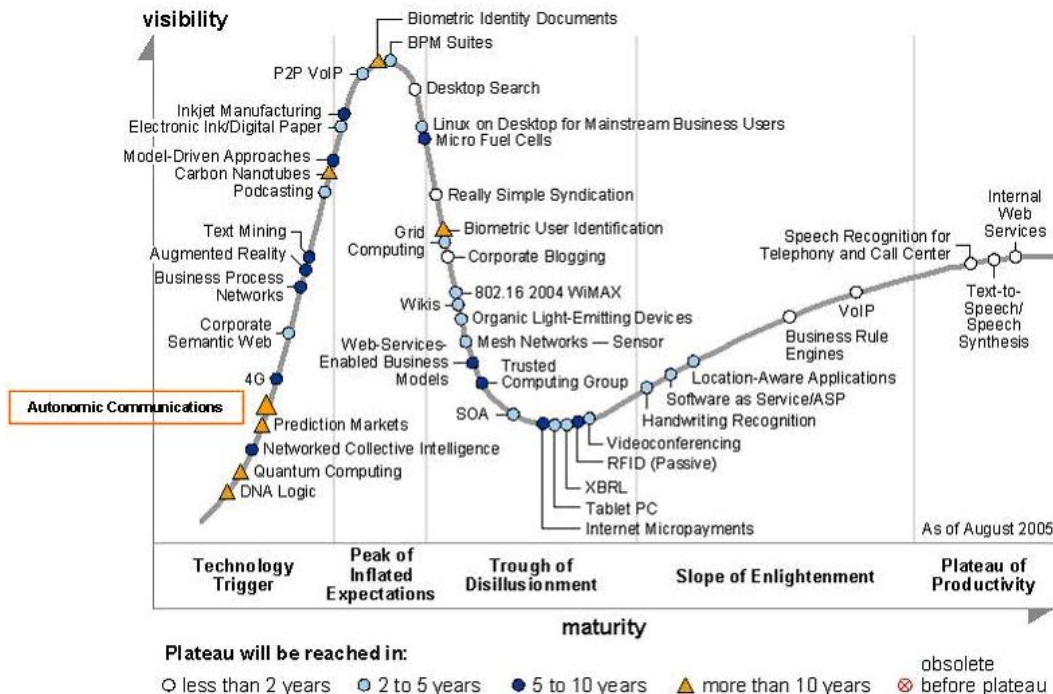 visibility
Biometric Identity Documents
BPM Suites
P2P VoIP
Desktop Search
Inkjet Manufacturing
Electronic Ink/Digital Paper
Linux on Desktop for Mainstream Business Users
Micro Fuel Cells
Model-Driven Approaches
Carbon Nanotubes
Podcasting
Really Simple Syndication
Text Mining
Augmented Reality
Business Process
Networks
Grid
Computing
Biometric User Identification
Corporate Blogging
Internal
Web
Services
Speech Recognition for
Telephony and Call Center
802.16 2004 WiMAX
Wikis
Organic Light-Emitting Devices
VoIP
Text-to-
Speech/
Speech
Synthesis
Corporate
Semantic Web
Mesh Networks — Sensor
Business Rule
Engines
Web-Services-
Enabled Business
Models
Trusted
Computing Group
4G
Location-Aware Applications
Software as Service/ASP
Handwriting Recognition
Autonomic Communications
SOA
Prediction Markets
Networked Collective Intelligence
Videoconferencing
RFID (Passive)
Quantum Computing
DNA Logic
XBRL
Tablet PC
Internet Micropayments
As of August 2005
Technology
Trigger
Peak of
Inflated
Expectations
Trough of
Disillusionment
Slope of Enlightenment
Plateau of
Productivity
maturity
Plateau will be reached in:
less than 2 years
2 to 5 years
5 to 10 years
more than 10 years
obsolete
before plateau